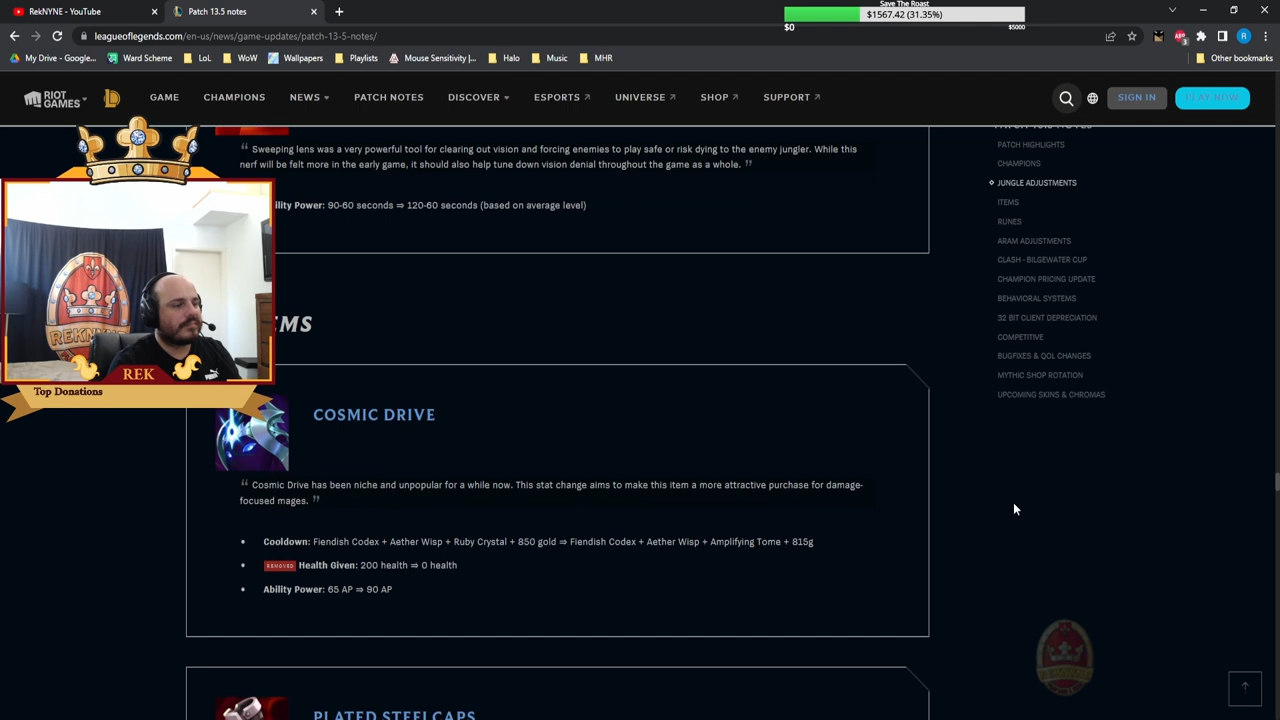 RekNYNE - YouTube
Patch 13.5 notes
Save The Roast
$1567.42 (31.35%)
$0
$5000
leagueoflegends.com/en-us/news/game-updates/patch-13-5-notes/
My Drive - Google...
Ward Scheme
LoL
WoW
Wallpapers
Playlists
Mouse Sensitivity |...
Halo
Music
MHR
Other bookmarks
RIOT GAMES
GAME
CHAMPIONS
NEWS
PATCH NOTES
DISCOVER
ESPORTS
UNIVERSE
SHOP
SUPPORT
SIGN IN
PLAY NOW
PATCH HIGHLIGHTS
CHAMPIONS
JUNGLE ADJUSTMENTS
ITEMS
RUNES
ARAM ADJUSTMENTS
CLASH - BILGEWATER CUP
CHAMPION PRICING UPDATE
BEHAVIORAL SYSTEMS
32 BIT CLIENT DEPRECIATION
COMPETITIVE
BUGFIXES & QOL CHANGES
MYTHIC SHOP ROTATION
UPCOMING SKINS & CHROMAS
" Sweeping lens was a very powerful tool for clearing out vision and forcing enemies to play safe or risk dying to the enemy jungler. While this
nerf will be felt more in the early game, it should also help tune down vision denial throughout the game as a whole. "
ility Power: 90-60 seconds ⇒ 120-60 seconds (based on average level)
EMS
REKNYNE
REK
Top Donations
COSMIC DRIVE
" Cosmic Drive has been niche and unpopular for a while now. This stat change aims to make this item a more attractive purchase for damage-
focused mages. "
• Cooldown: Fiendish Codex + Aether Wisp + Ruby Crystal + 850 gold ⇒ Fiendish Codex + Aether Wisp + Amplifying Tome + 815g
• REMOVED Health Given: 200 health ⇒ 0 health
• Ability Power: 65 AP ⇒ 90 AP
PLATED STEELCAPS